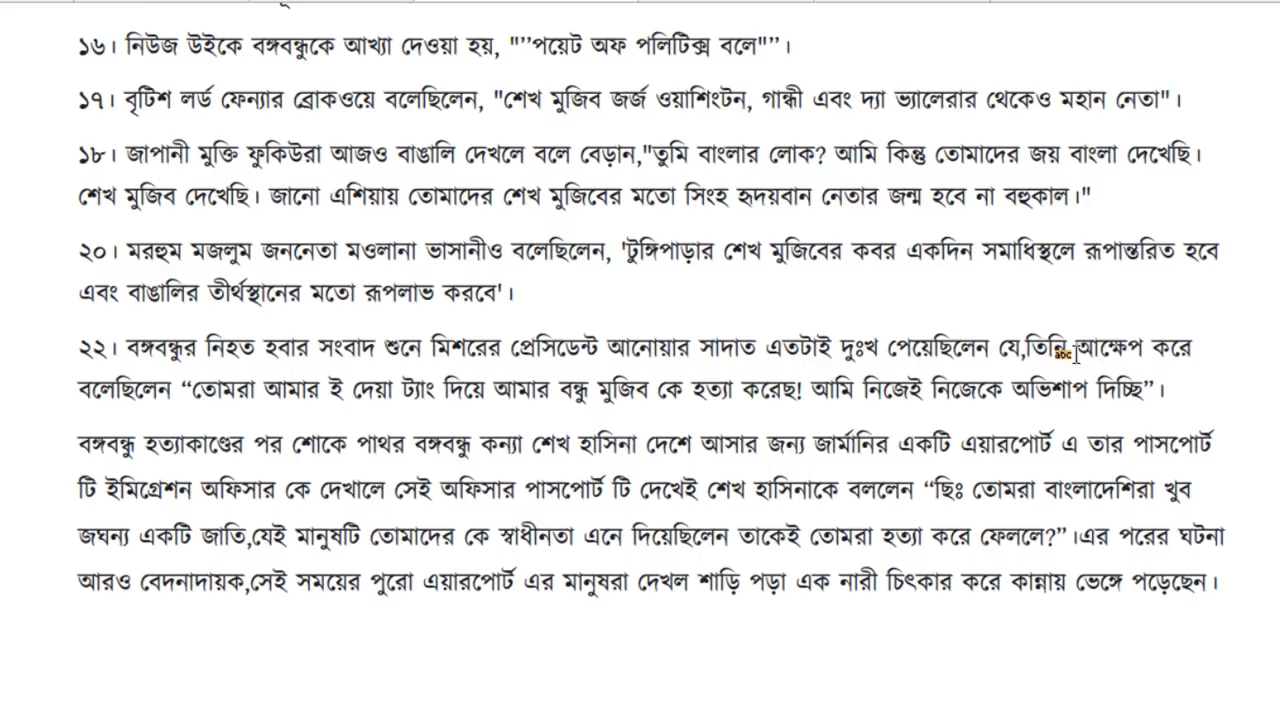 ১৬। নিউজ উইকে বঙ্গবন্ধুকে আখ্যা দেওয়া হয়, "’’পয়েট অফ পলিটিক্স বলে"’’।
১৭। বৃটিশ লর্ড ফেন্যার ব্রোকওয়ে বলেছিলেন, "শেখ মুজিব জর্জ ওয়াশিংটন, গান্ধী এবং দ্যা ভ্যালেরার থেকেও মহান নেতা"।
১৮। জাপানী মুক্তি ফুকিউরা আজও বাঙালি দেখলে বলে বেড়ান,"তুমি বাংলার লোক? আমি কিন্তু তোমাদের জয় বাংলা দেখেছি।
শেখ মুজিব দেখেছি। জানো এশিয়ায় তোমাদের শেখ মুজিবের মতো সিংহ হৃদয়বান নেতার জন্ম হবে না বহুকাল।"
২০। মরহুম মজলুম জননেতা মওলানা ভাসানীও বলেছিলেন, 'টুঙ্গিপাড়ার শেখ মুজিবের কবর একদিন সমাধিস্থলে রূপান্তরিত হবে
এবং বাঙালির তীর্থস্থানের মতো রূপলাভ করবে'।
২২। বঙ্গবন্ধুর নিহত হবার সংবাদ শুনে মিশরের প্রেসিডেন্ট আনোয়ার সাদাত এতটাই দুঃখ পেয়েছিলেন যে,তিনি আক্ষেপ করে
বলেছিলেন “তোমরা আমার ই দেয়া ট্যাং দিয়ে আমার বন্ধু মুজিব কে হত্যা করেছ! আমি নিজেই নিজেকে অভিশাপ দিচ্ছি”।
বঙ্গবন্ধু হত্যাকাণ্ডের পর শোকে পাথর বঙ্গবন্ধু কন্যা শেখ হাসিনা দেশে আসার জন্য জার্মানির একটি এয়ারপোর্ট এ তার পাসপোর্ট
টি ইমিগ্রেশন অফিসার কে দেখালে সেই অফিসার পাসপোর্ট টি দেখেই শেখ হাসিনাকে বললেন “ছিঃ তোমরা বাংলাদেশিরা খুব
জঘন্য একটি জাতি,যেই মানুষটি তোমাদের কে স্বাধীনতা এনে দিয়েছিলেন তাকেই তোমরা হত্যা করে ফেললে?”।এর পরের ঘটনা
আরও বেদনাদায়ক,সেই সময়ের পুরো এয়ারপোর্ট এর মানুষরা দেখল শাড়ি পড়া এক নারী চিৎকার করে কান্নায় ভেঙ্গে পড়েছেন।